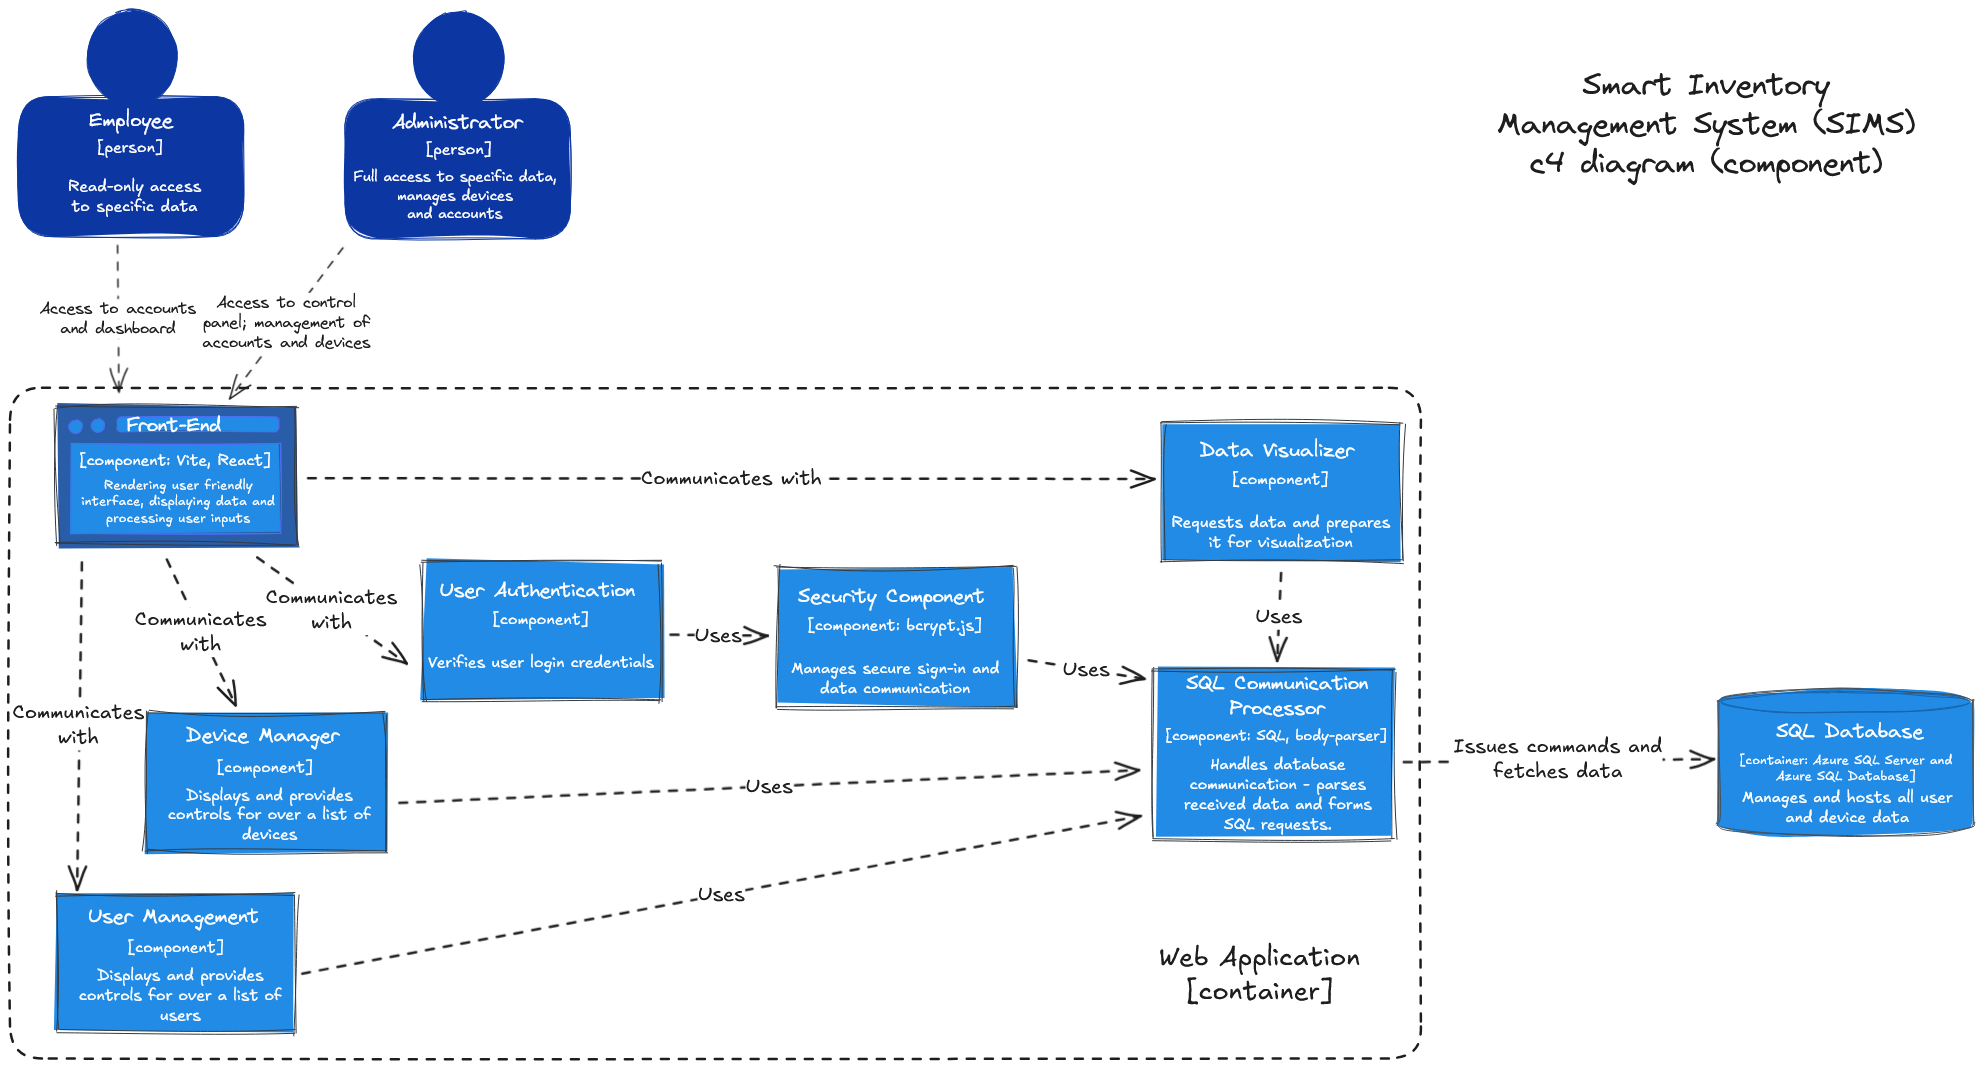 Smart Inventory
Management System (SIMS)
c4 diagram (component)
Employee
[person]
Read-only access
to specific data
Administrator
[person]
Full access to specific data,
manages devices
and accounts
Access to accounts
and dashboard
Access to control
panel; management of
accounts and devices
Front-End
[component: Vite, React]
Rendering user friendly
interface, displaying data and
processing user inputs
Communicates with
Data Visualizer
[component]
Requests data and prepares
it for visualization
Communicates
with
Communicates
with
Communicates
with
User Authentication
[component]
Verifies user login credentials
Uses
Security Component
[component: bcrypt.js]
Manages secure sign-in and
data communication
Uses
Uses
SQL Communication
Processor
[component: SQL, body-parser]
Handles database
communication - parses
received data and forms
SQL requests.
Issues commands and
fetches data
SQL Database
[container: Azure SQL Server and
Azure SQL Database]
Manages and hosts all user
and device data
Device Manager
[component]
Displays and provides
controls for over a list of
devices
Uses
User Management
[component]
Displays and provides
controls for over a list of
users
Uses
Web Application
[container]